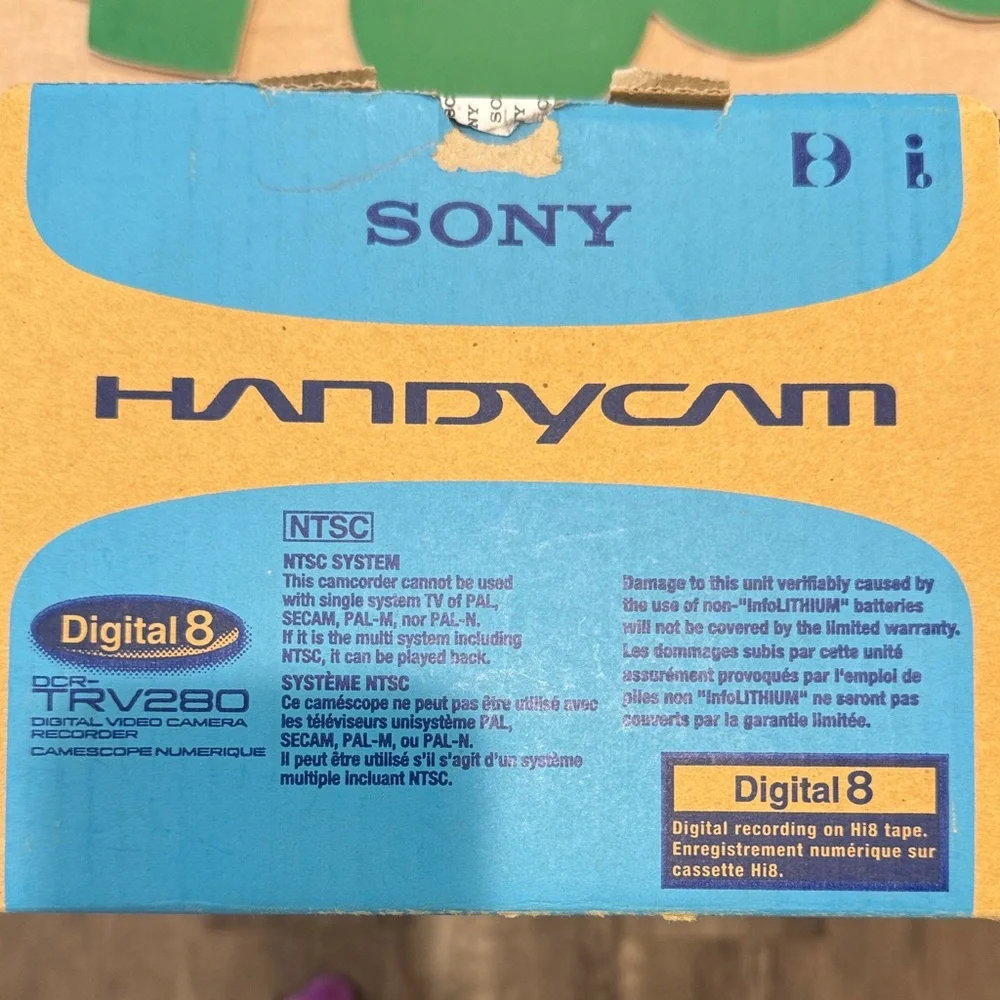 SONY
HANDYCAM
Digital 8
DCR-
TRV280
DIGITAL VIDEO CAMERA
RECORDER
CAMESCOPE NUMERIQUE
NTSC
NTSC SYSTEM
This camcorder cannot be used
with single system TV of PAL,
SECAM, PAL-M, nor PAL-N.
If it is the multi system including
NTSC, it can be played back.
SYSTÈME NTSC
Ce caméscope ne peut pas être utilisé avec
les téléviseurs unisystème PAL,
SECAM, PAL-M, ou PAL-N.
Il peut être utilisé s'il s'agit d'un système
multiple incluant NTSC.
Damage to this unit verifiably caused by
the use of non-"InfoLITHIUM" batteries
will not be covered by the limited warranty.
Les dommages subis par cette unité
assurément provoqués par l'emploi de
piles non "InfoLITHIUM" ne seront pas
couverts par la garantie limitée.
Digital 8
Digital recording on Hi8 tape.
Enregistrement numérique sur
cassette Hi8.